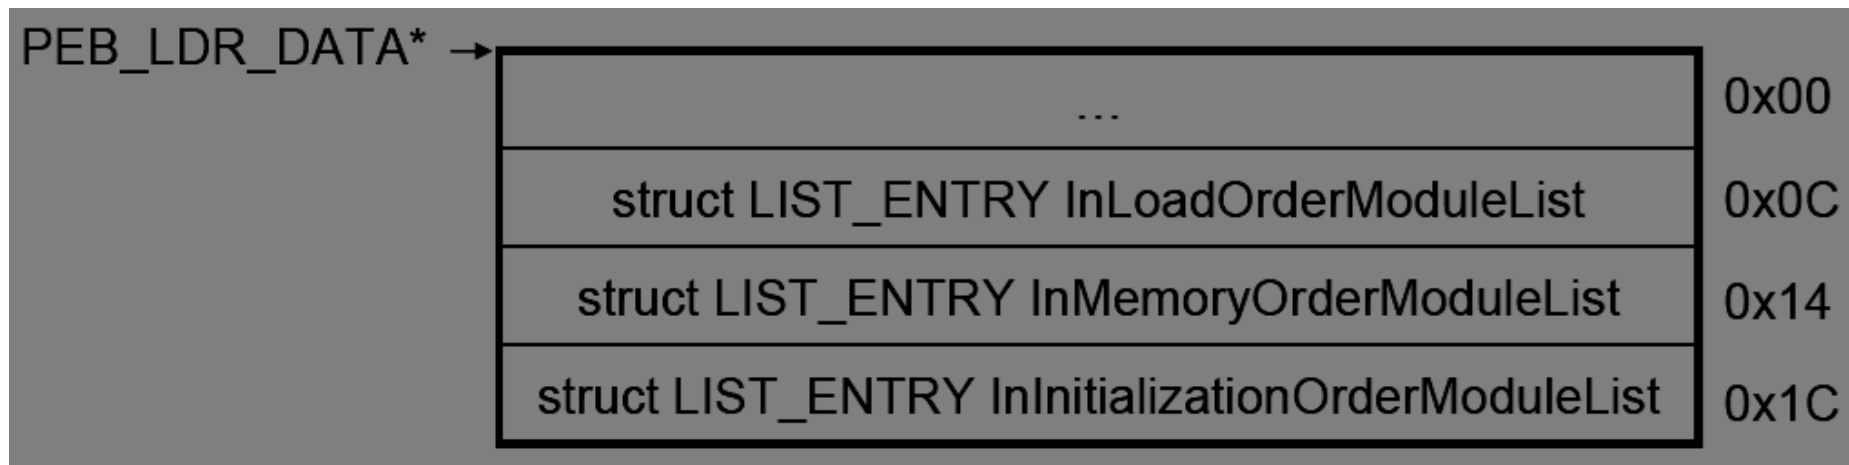 PEB_LDR_DATA*
... 0x00
struct LIST_ENTRY InLoadOrderModuleList 0x0C
struct LIST_ENTRY InMemoryOrderModuleList 0x14
struct LIST_ENTRY InInitializationOrderModuleList 0x1C